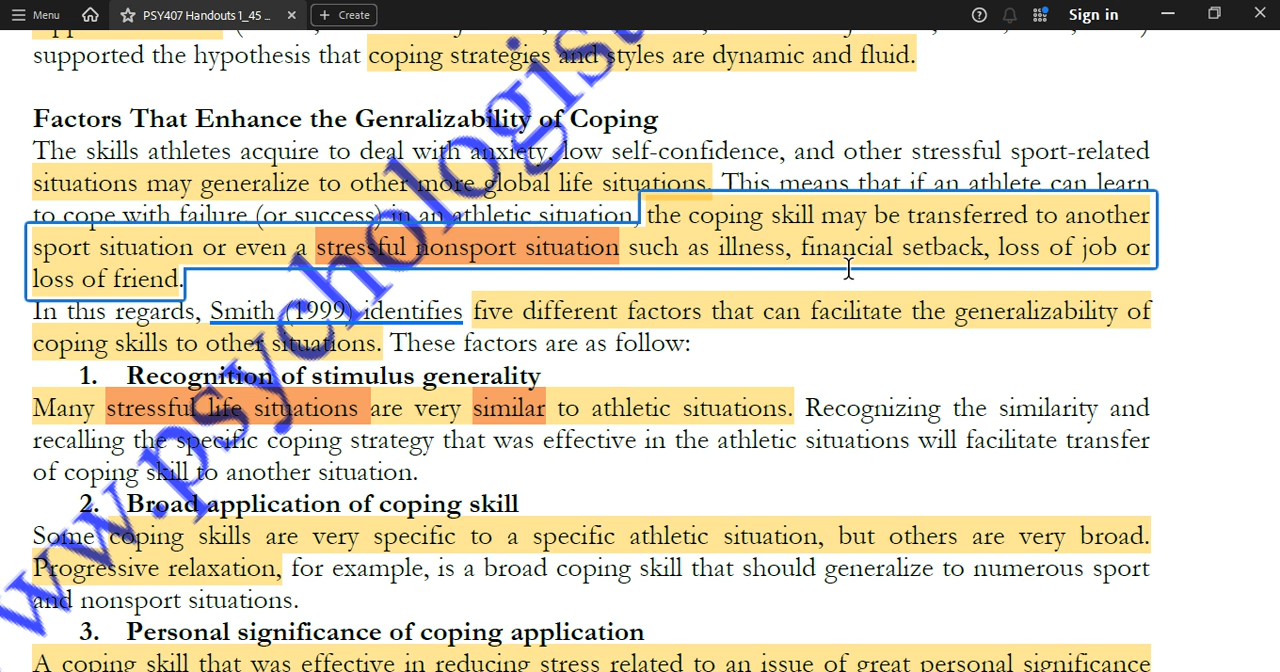 Menu
PSY407 Handouts 1_45 ...
Create
Sign in
supported the hypothesis that coping strategies and styles are dynamic and fluid.
Factors That Enhance the Genralizability of Coping
The skills athletes acquire to deal with anxiety, low self-confidence, and other stressful sport-related
situations may generalize to other more global life situations. This means that if an athlete can learn
to cope with failure (or success) in an athletic situation, the coping skill may be transferred to another
sport situation or even a stressful nonsport situation such as illness, financial setback, loss of job or
loss of friend.
In this regards, Smith (1999) identifies five different factors that can facilitate the generalizability of
coping skills to other situations. These factors are as follow:
1. Recognition of stimulus generality
Many stressful life situations are very similar to athletic situations. Recognizing the similarity and
recalling the specific coping strategy that was effective in the athletic situations will facilitate transfer
of coping skill to another situation.
2. Broad application of coping skill
Some coping skills are very specific to a specific athletic situation, but others are very broad.
Progressive relaxation, for example, is a broad coping skill that should generalize to numerous sport
and nonsport situations.
3. Personal significance of coping application
A coping skill that was effective in reducing stress related to an issue of great personal significance
www.psychologist